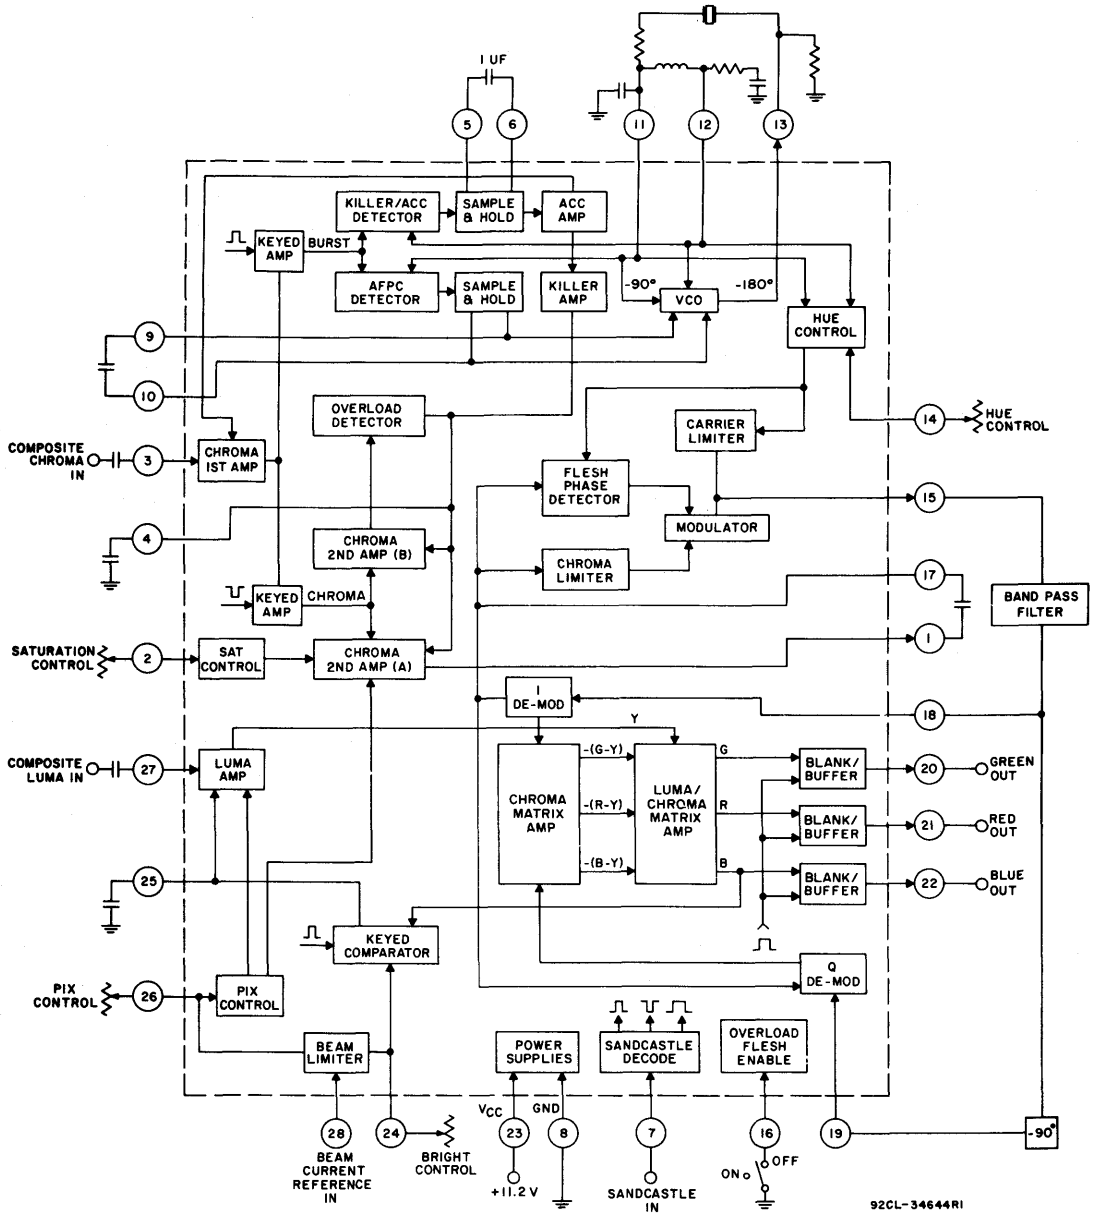 1 UF
5
6
11
12
13
KILLER/ACC
DETECTOR
SAMPLE
& HOLD
ACC
AMP
KEYED
AMP
BURST
AFPC
DETECTOR
SAMPLE
& HOLD
KILLER
AMP
-90°
VCO
-180°
HUE
CONTROL
9
10
OVERLOAD
DETECTOR
CARRIER
LIMITER
14
HUE
CONTROL
COMPOSITE
CHROMA
IN
3
CHROMA
1ST AMP
FLESH
PHASE
DETECTOR
15
MODULATOR
4
CHROMA
2ND AMP (B)
CHROMA
LIMITER
17
KEYED
AMP
CHROMA
BAND PASS
FILTER
SATURATION
CONTROL
2
SAT
CONTROL
CHROMA
2ND AMP (A)
1
I
DE-MOD
18
Y
COMPOSITE
LUMA IN
27
LUMA
AMP
CHROMA
MATRIX
AMP
-(G-Y)
-(R-Y)
-(B-Y)
LUMA/
CHROMA
MATRIX
AMP
G
R
B
BLANK/
BUFFER
20
GREEN
OUT
BLANK/
BUFFER
21
RED
OUT
BLANK/
BUFFER
22
BLUE
OUT
25
KEYED
COMPARATOR
PIX
CONTROL
26
PIX
CONTROL
Q
DE-MOD
BEAM
LIMITER
POWER
SUPPLIES
SANDCASTLE
DECODE
OVERLOAD
FLESH
ENABLE
VCC
GND
28
24
23
8
7
16
19
-90°
BEAM
CURRENT
REFERENCE
IN
BRIGHT
CONTROL
+11.2 V
SANDCASTLE
IN
ON
OFF
92CL-34644R1